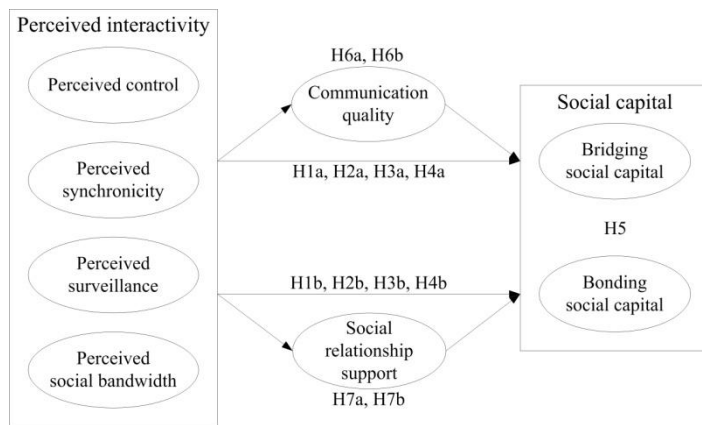 Perceived interactivity
Perceived control
Perceived
synchronicity
Perceived
surveillance
Perceived
social bandwidth
H6a, H6b
Communication
quality
H1a, H2a, H3a, H4a
H1b, H2b, H3b, H4b
Social
relationship
support
H7a, H7b
Social capital
Bridging
social capital
H5
Bonding
social capital